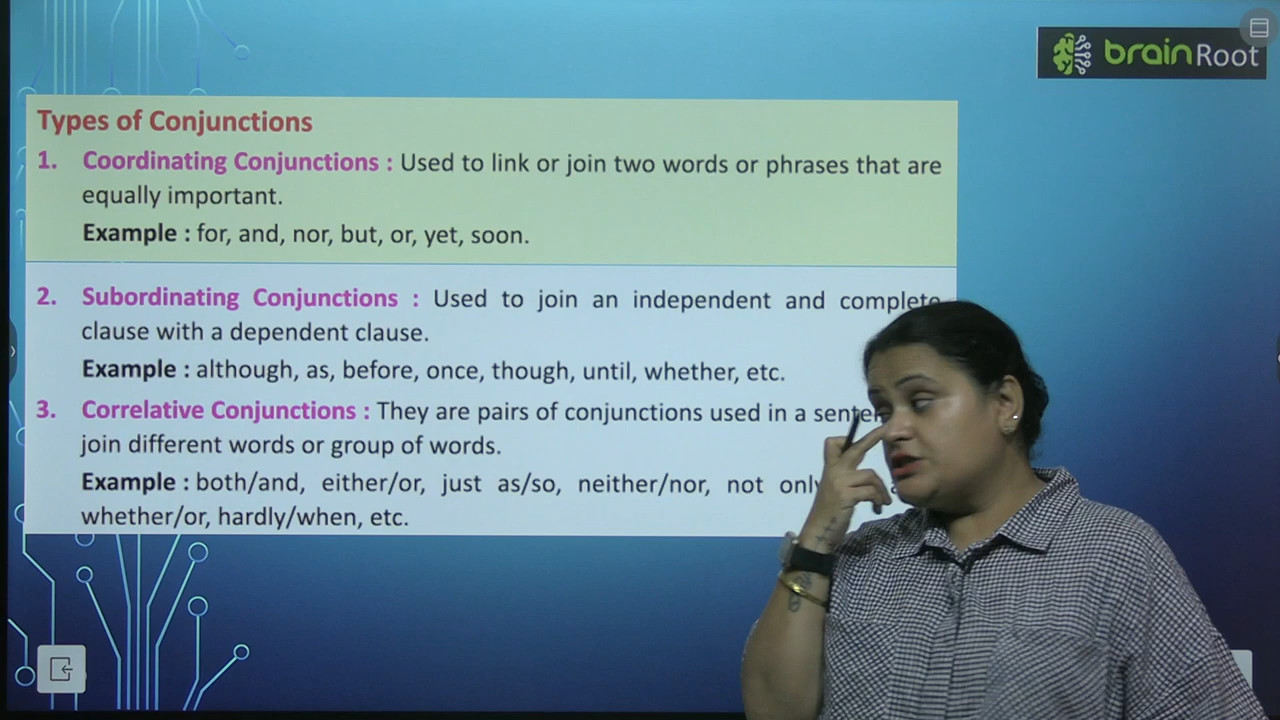 brainRoot
Types of Conjunctions
1. Coordinating Conjunctions : Used to link or join two words or phrases that are
equally important.
Example : for, and, nor, but, or, yet, soon.
2. Subordinating Conjunctions : Used to join an independent and complete
clause with a dependent clause.
Example : although, as, before, once, though, until, whether, etc.
3. Correlative Conjunctions : They are pairs of conjunctions used in a
join different words or group of words.
Example : both/and, either/or, just as/so, neither/nor, not only
whether/or, hardly/when, etc.